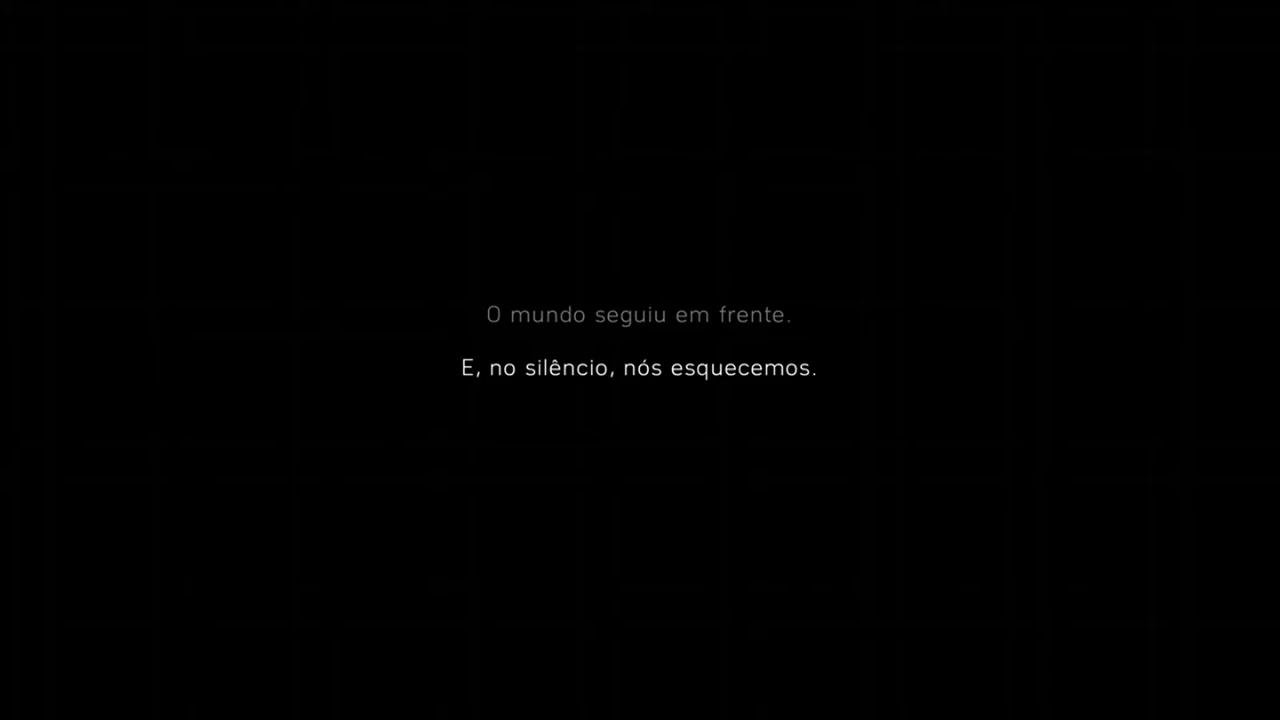 O mundo seguiu em frente.
E, no silêncio, nós esquecemos.